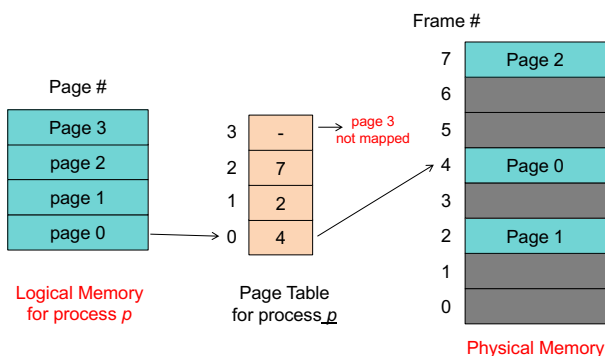 Frame #
7 Page 2
6
5
4 Page 0
3
2 Page 1
1
0
Physical Memory
Page #
Page 3
page 2
page 1
page 0
Logical Memory
for process p
3 -
2 7
1 2
0 4
page 3
not mapped
Page Table
for process p